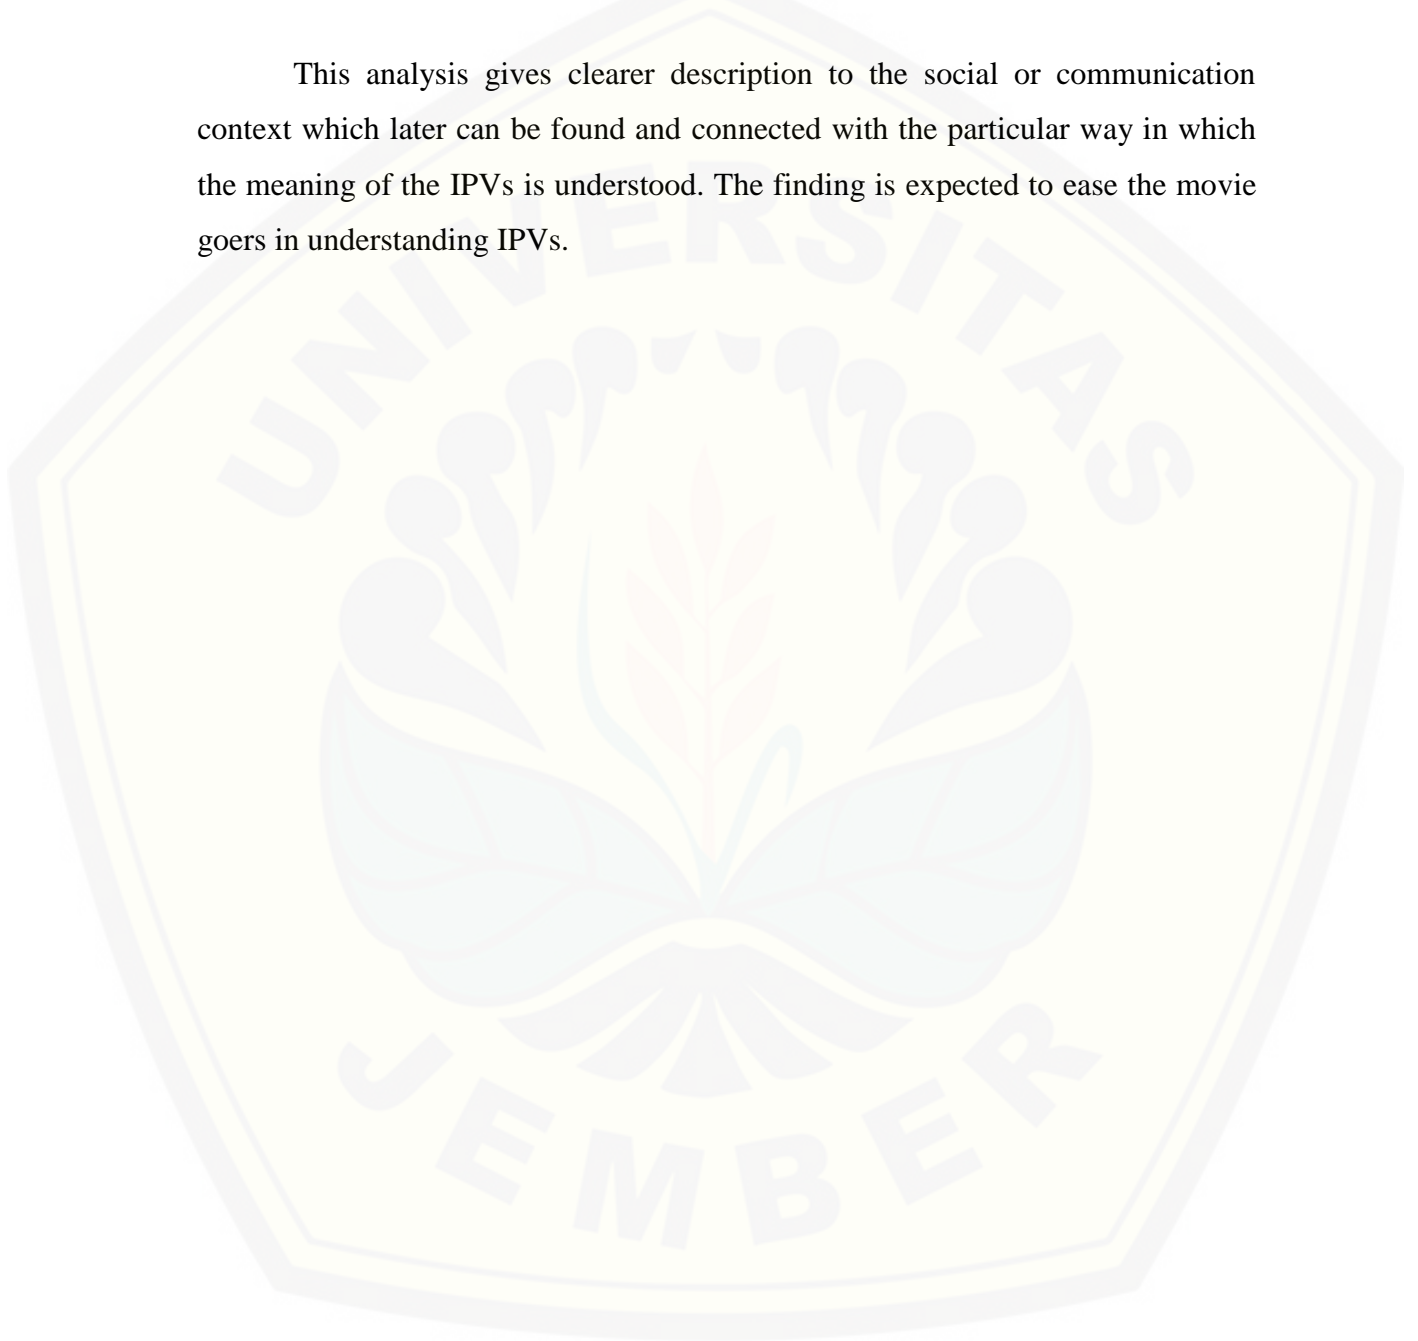 This analysis gives clearer description to the social or communication
context which later can be found and connected with the particular way in which
the meaning of the IPVs is understood. The finding is expected to ease the movie
goers in understanding IPVs.
UNIVERSITAS
JEMBER